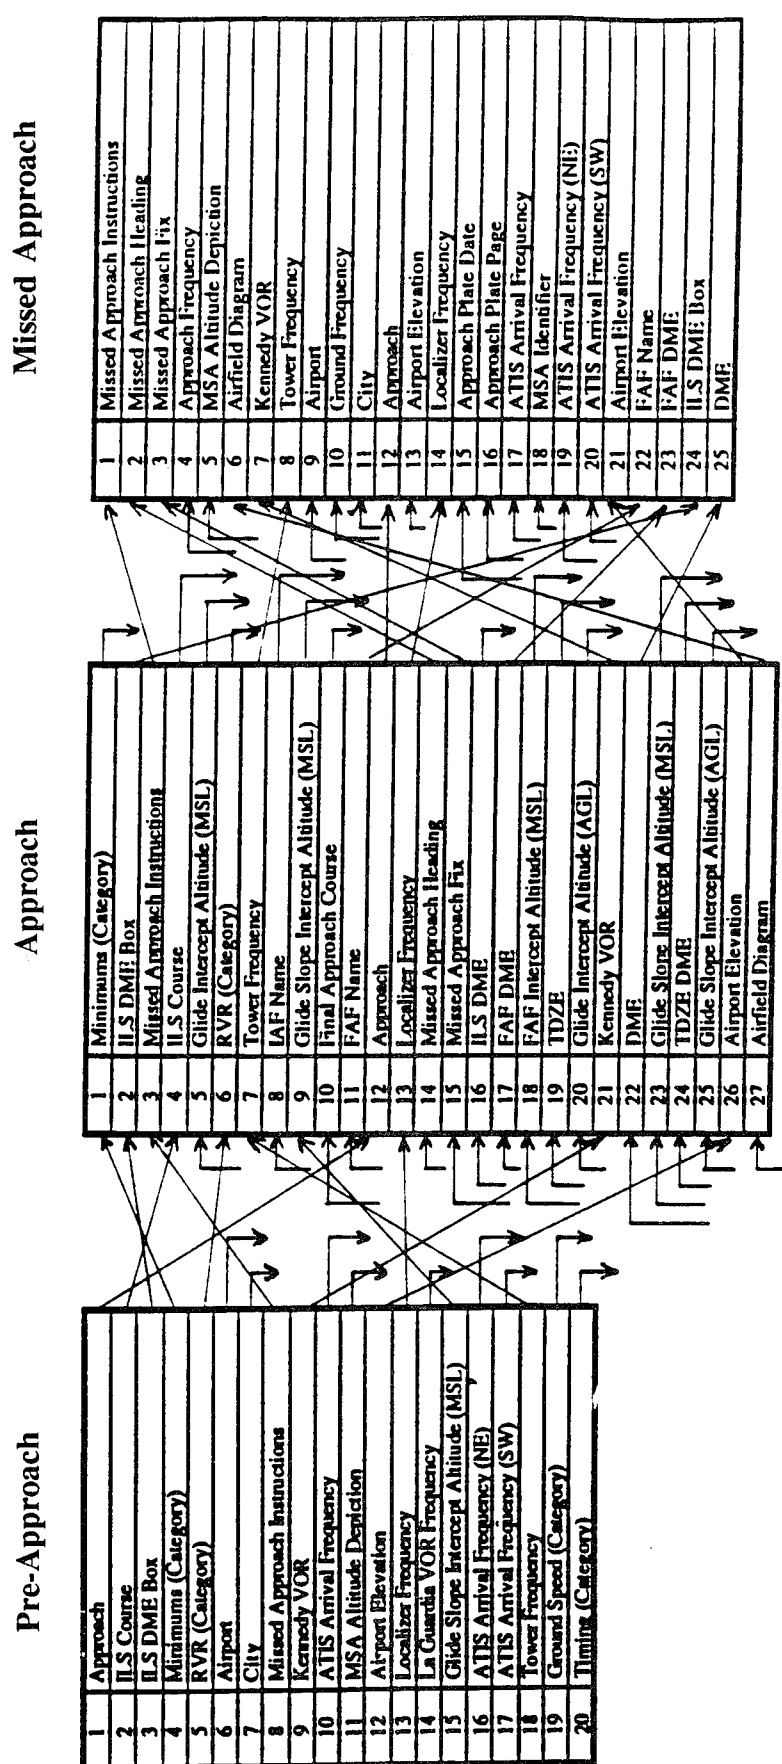 Pre-Approach
1 Approach
2 ILS Course
3 ILS DME Box
4 Minimums (Category)
5 RVR (Category)
6 Airport
7 City
8 Missed Approach Instructions
9 Kennedy VOR
10 ATIS Arrival Frequency
11 MSA Altitude Depiction
12 Airport Elevation
13 Localizer Frequency
14 La Guardia VOR Frequency
15 Glide Slope Intercept Altitude (MSL)
16 ATIS Arrival Frequency (NE)
17 ATIS Arrival Frequency (SW)
18 Tower Frequency
19 Ground Speed (Category)
20 Timing (Category)
Approach
1 Minimums (Category)
2 ILS DME Box
3 Missed Approach Instructions
4 ILS Course
5 Glide Intercept Altitude (MSL)
6 RVR (Category)
7 Tower Frequency
8 IAF Name
9 Glide Slope Intercept Altitude (MSL)
10 Final Approach Course
11 FAF Name
12 Approach
13 Localizer Frequency
14 Missed Approach Heading
15 Missed Approach Fix
16 ILS DME
17 FAF DME
18 FAF Intercept Altitude (MSL)
19 TDZE
20 Glide Intercept Altitude (AGL)
21 Kennedy VOR
22 DME
23 Glide Slope Intercept Altitude (MSL)
24 TDZE DME
25 Glide Slope Intercept Altitude (AGL)
26 Airport Elevation
27 Airfield Diagram
Missed Approach
1 Missed Approach Instructions
2 Missed Approach Heading
3 Missed Approach Fix
4 Approach Frequency
5 MSA Altitude Depiction
6 Airfield Diagram
7 Kennedy VOR
8 Tower Frequency
9 Airport
10 Ground Frequency
11 City
12 Approach
13 Airport Elevation
14 Localizer Frequency
15 Approach Plate Date
16 Approach Plate Page
17 ATIS Arrival Frequency
18 MSA Identifier
19 ATIS Arrival Frequency (NE)
20 ATIS Arrival Frequency (SW)
21 Airport Elevation
22 FAF Name
23 FAF DME
24 ILS DME Box
25 DME